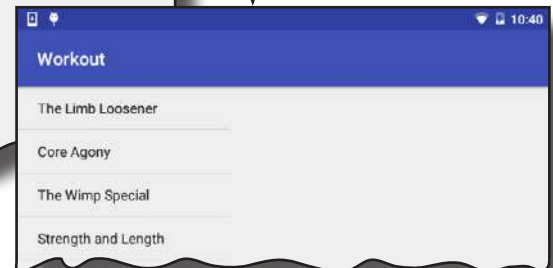 10:40
Workout
The Limb Loosener
Core Agony
The Wimp Special
Strength and Length